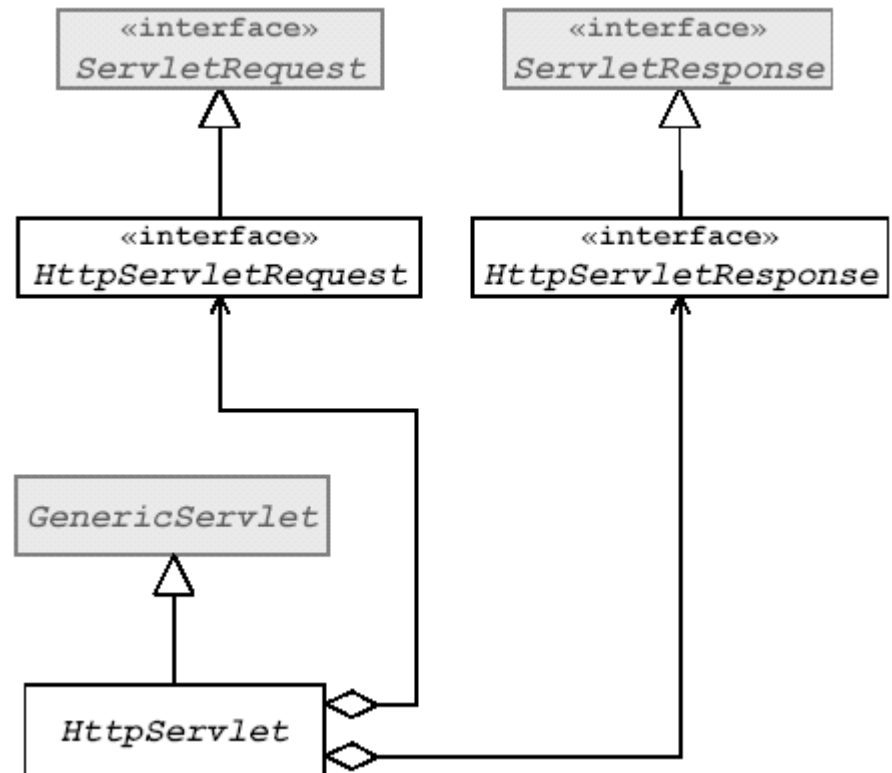 «interface»
ServletRequest
«interface»
ServletResponse
«interface»
HttpServletRequest
«interface»
HttpServletResponse
GenericServlet
HttpServlet